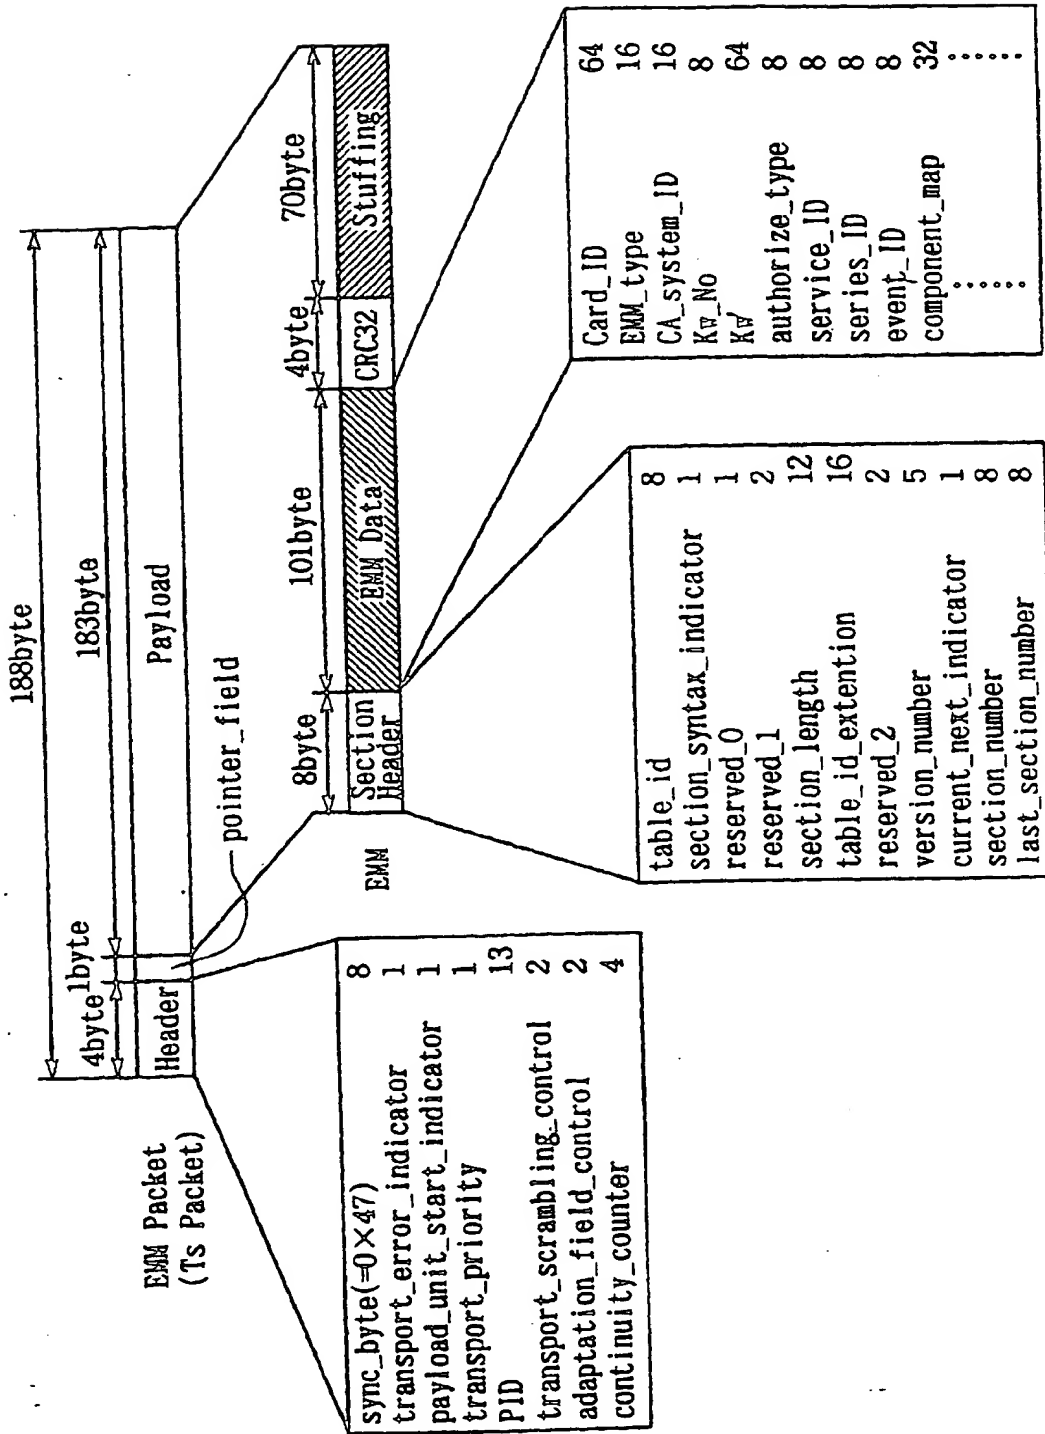 188byte
4byte 1byte 183byte
EMM Packet
(Ts Packet)
Header
Payload
pointer_field
8byte 101byte 4byte 70byte
EMM
Section
Header
EMM Data
CRC32
Stuffing
sync_byte(=0×47) 8
transport_error_indicator 1
payload_unit_start_indicator 1
transport_priority 1
PID 13
transport_scrambling_control 2
adaptation_field_control 2
continuity_counter 4
table_id 8
section_syntax_indicator 1
reserved_0 1
reserved_1 2
section_length 12
table_id_extention 16
reserved_2 2
version_number 5
current_next_indicator 1
section_number 8
last_section_number 8
Card_ID 64
EMM_type 16
CA_system_ID 16
Kw_No 8
Kw 64
authorize_type 8
service_ID 8
series_ID 8
event_ID 8
component_map 32